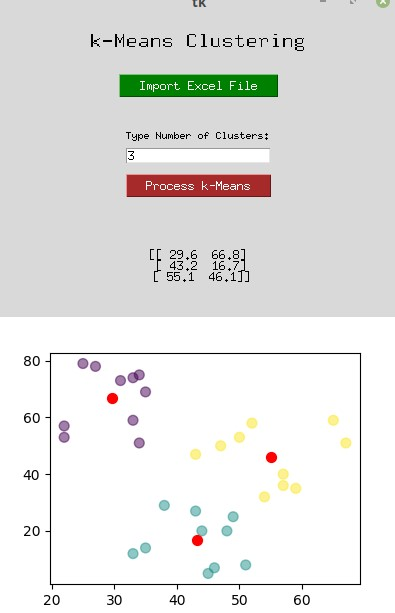 tk
k-Means Clustering
Import Excel File
Type Number of Clusters:
3
Process k-Means
[[ 29.6 66.8]
[ 43.2 16.7]
[ 55.1 46.1]]
80
60
40
20
20 30 40 50 60